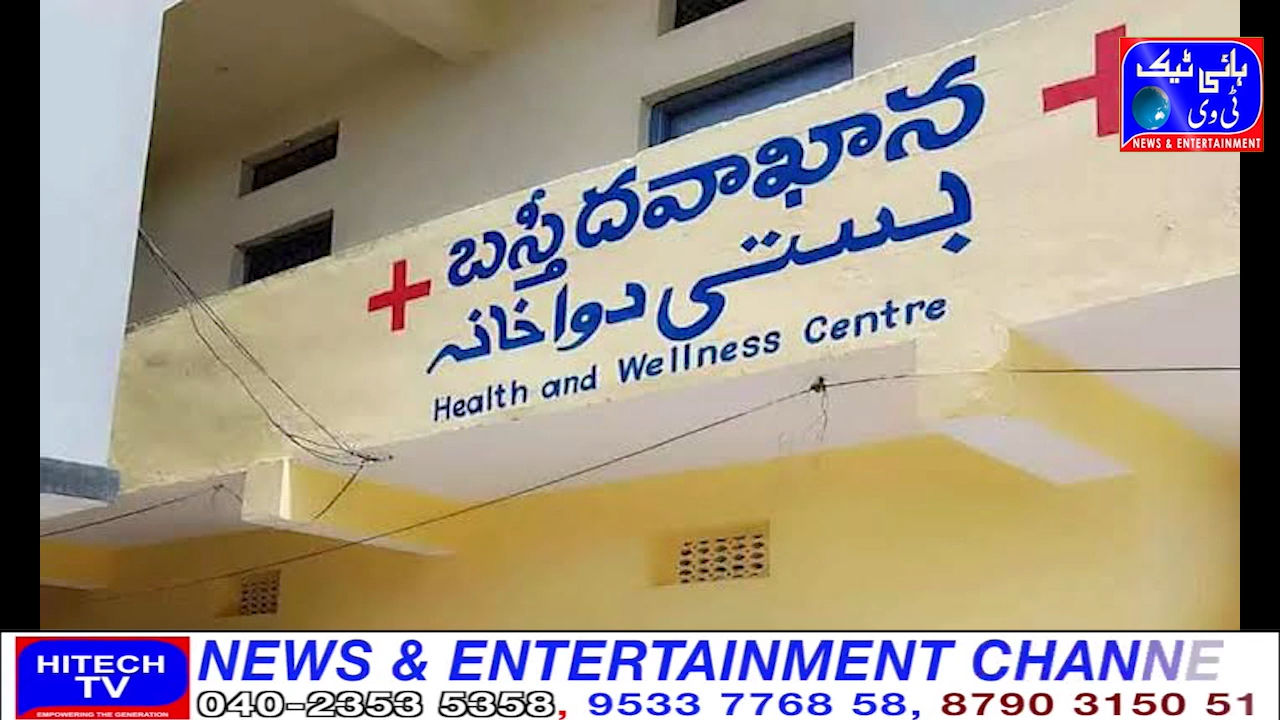 బస్తీదవాఖాన
بستی دواخانہ
Health and Wellness Centre
ہائی ٹیک
ٹی وی
NEWS & ENTERTAINMENT
HITECH
TV
EMPOWERING THE GENERATION
NEWS & ENTERTAINMENT CHANNE
040-2353 5358, 9533 7768 58, 8790 3150 51